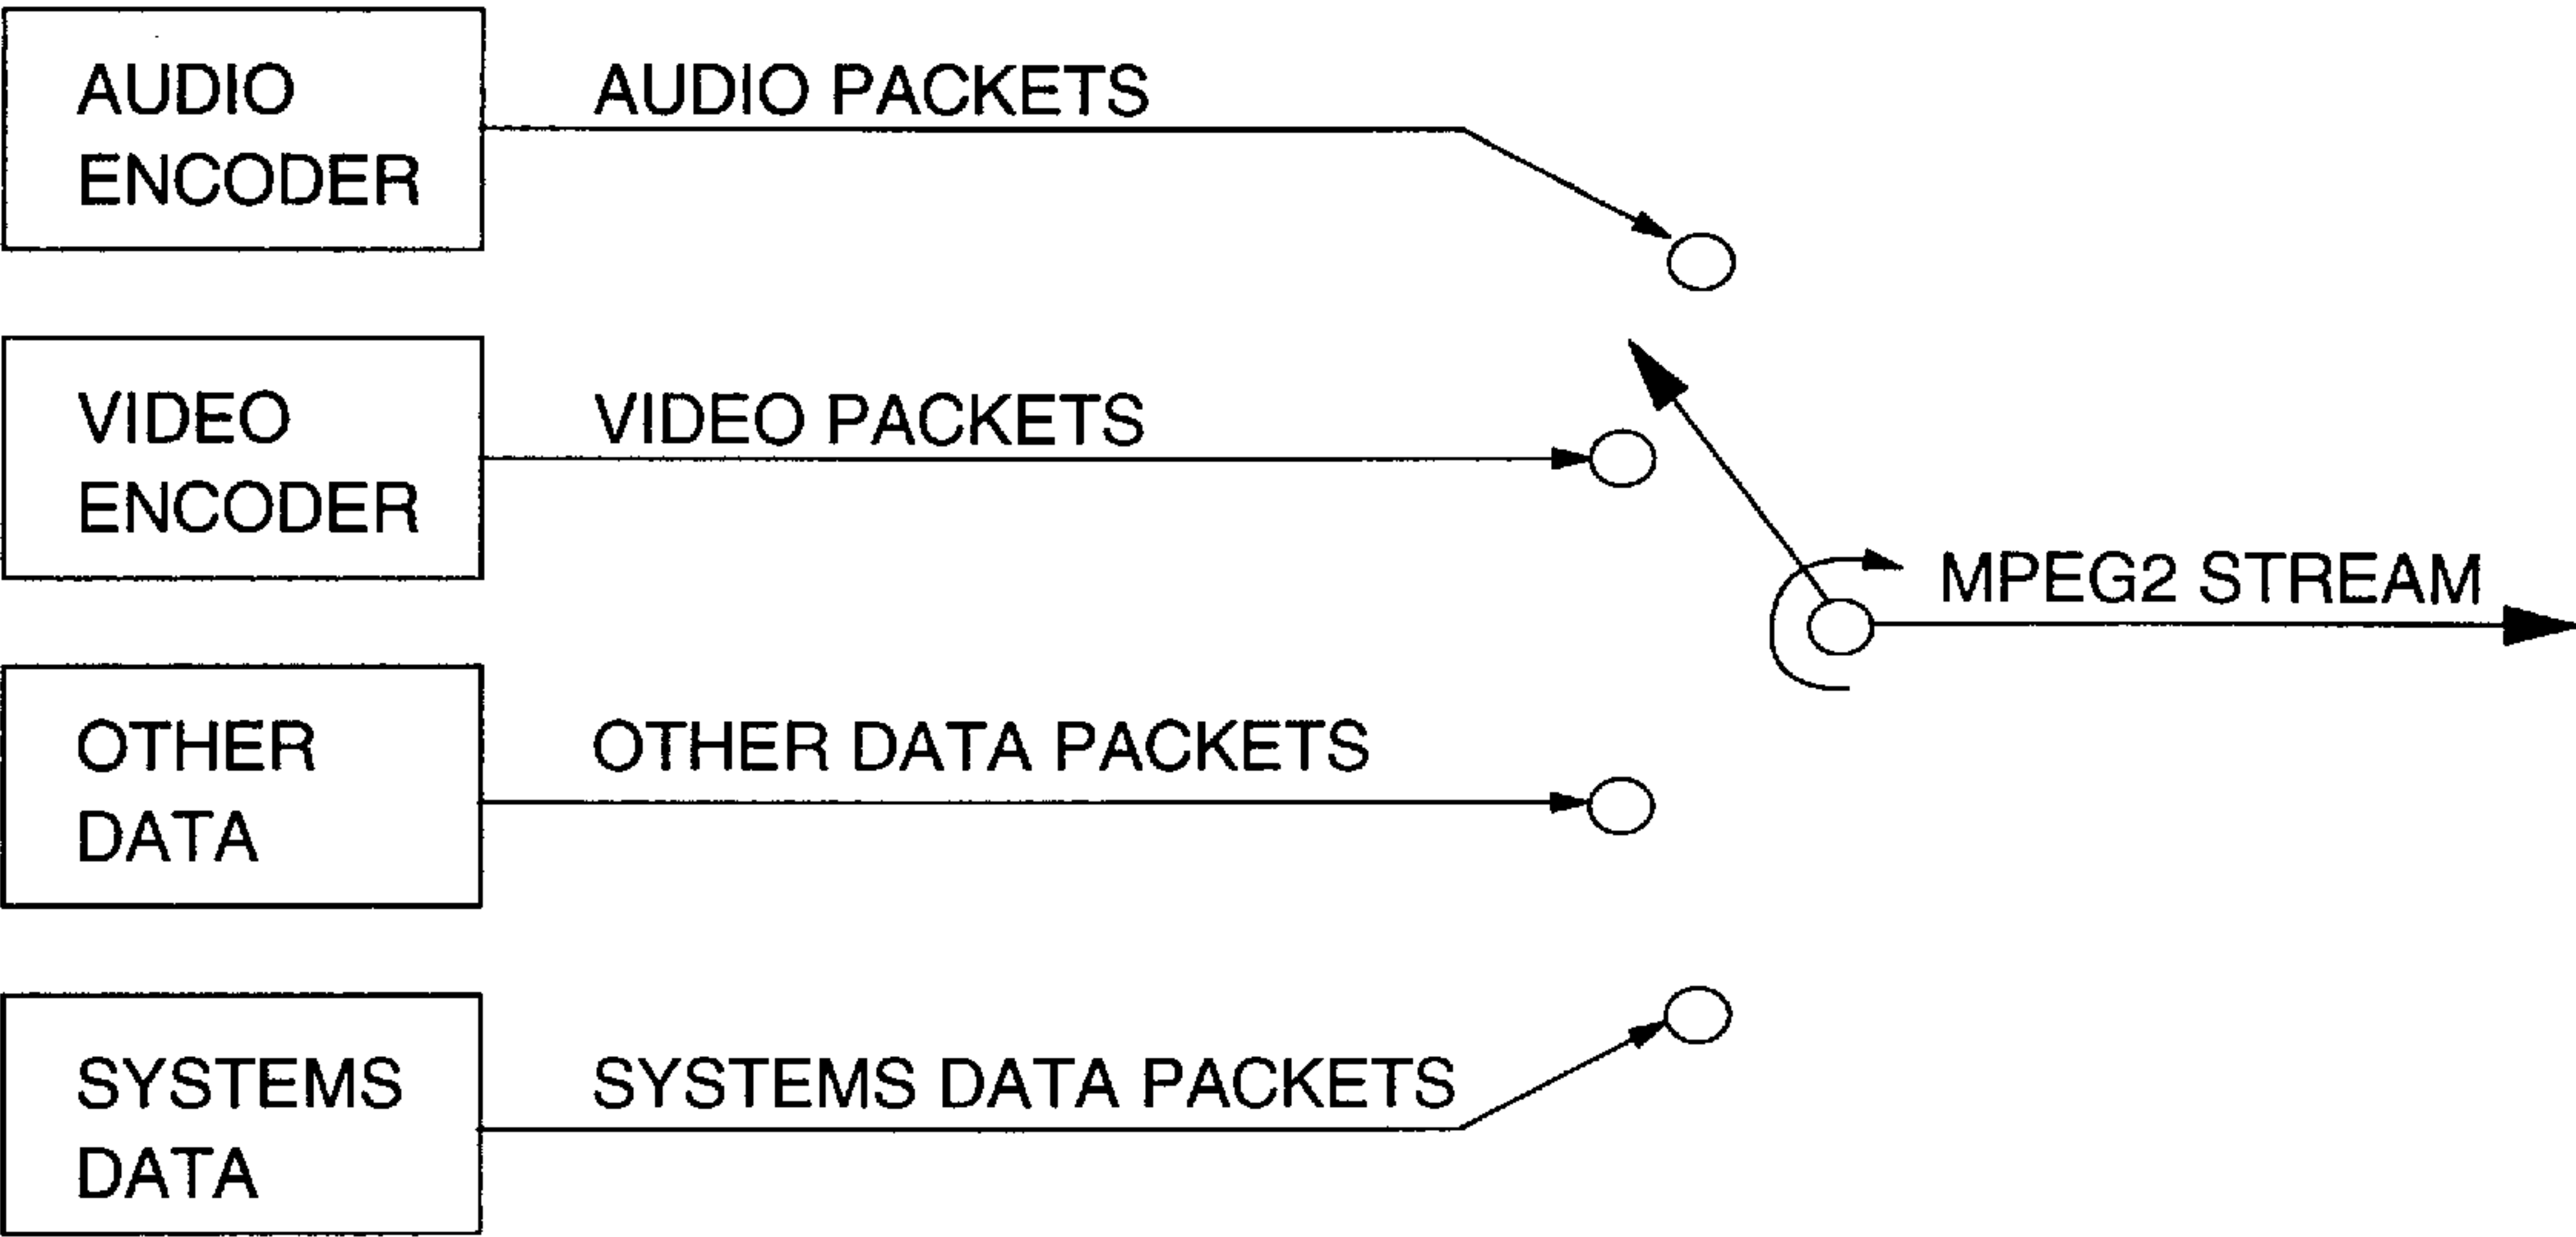 AUDIO
ENCODER
AUDIO PACKETS
VIDEO
ENCODER
VIDEO PACKETS
MPEG2 STREAM
OTHER
DATA
OTHER DATA PACKETS
SYSTEMS
DATA
SYSTEMS DATA PACKETS